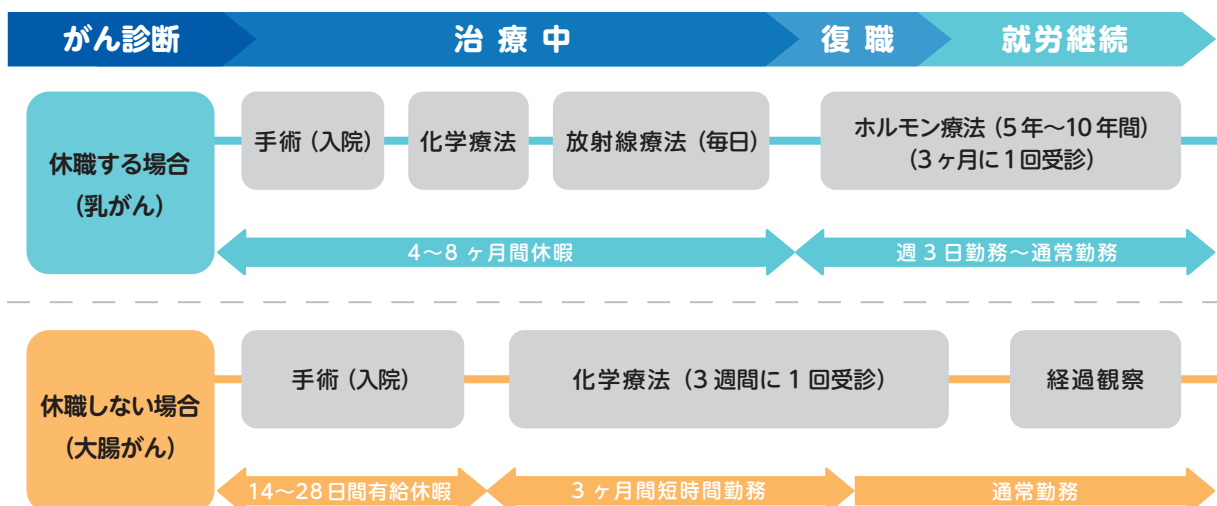 がん診断
治療中
復職
就労継続
休職する場合
（乳がん）
手術（入院）
化学療法
放射線療法（毎日）
ホルモン療法（5年～10年間）
（3ヶ月に1回受診）
4～8ヶ月間休暇
週3日勤務～通常勤務
休職しない場合
（大腸がん）
手術（入院）
化学療法（3週間に1回受診）
経過観察
14～28日間有給休暇
3ヶ月間短時間勤務
通常勤務